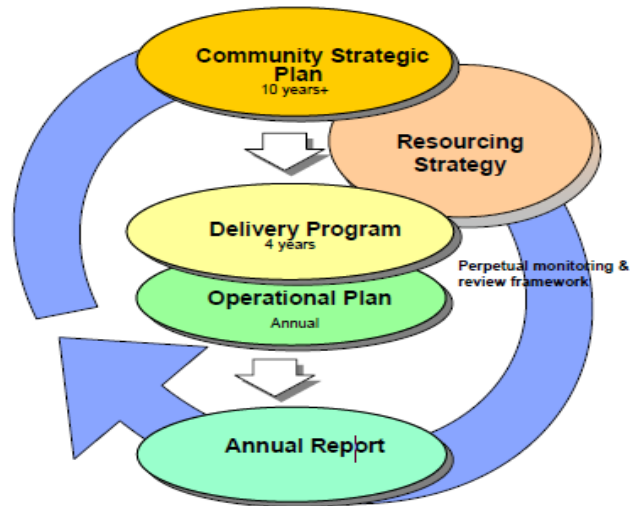 Community Strategic
Plan
10 years+
Resourcing
Strategy
Delivery Program
4 years
Perpetual monitoring &
review framework
Operational Plan
Annual
Annual Report